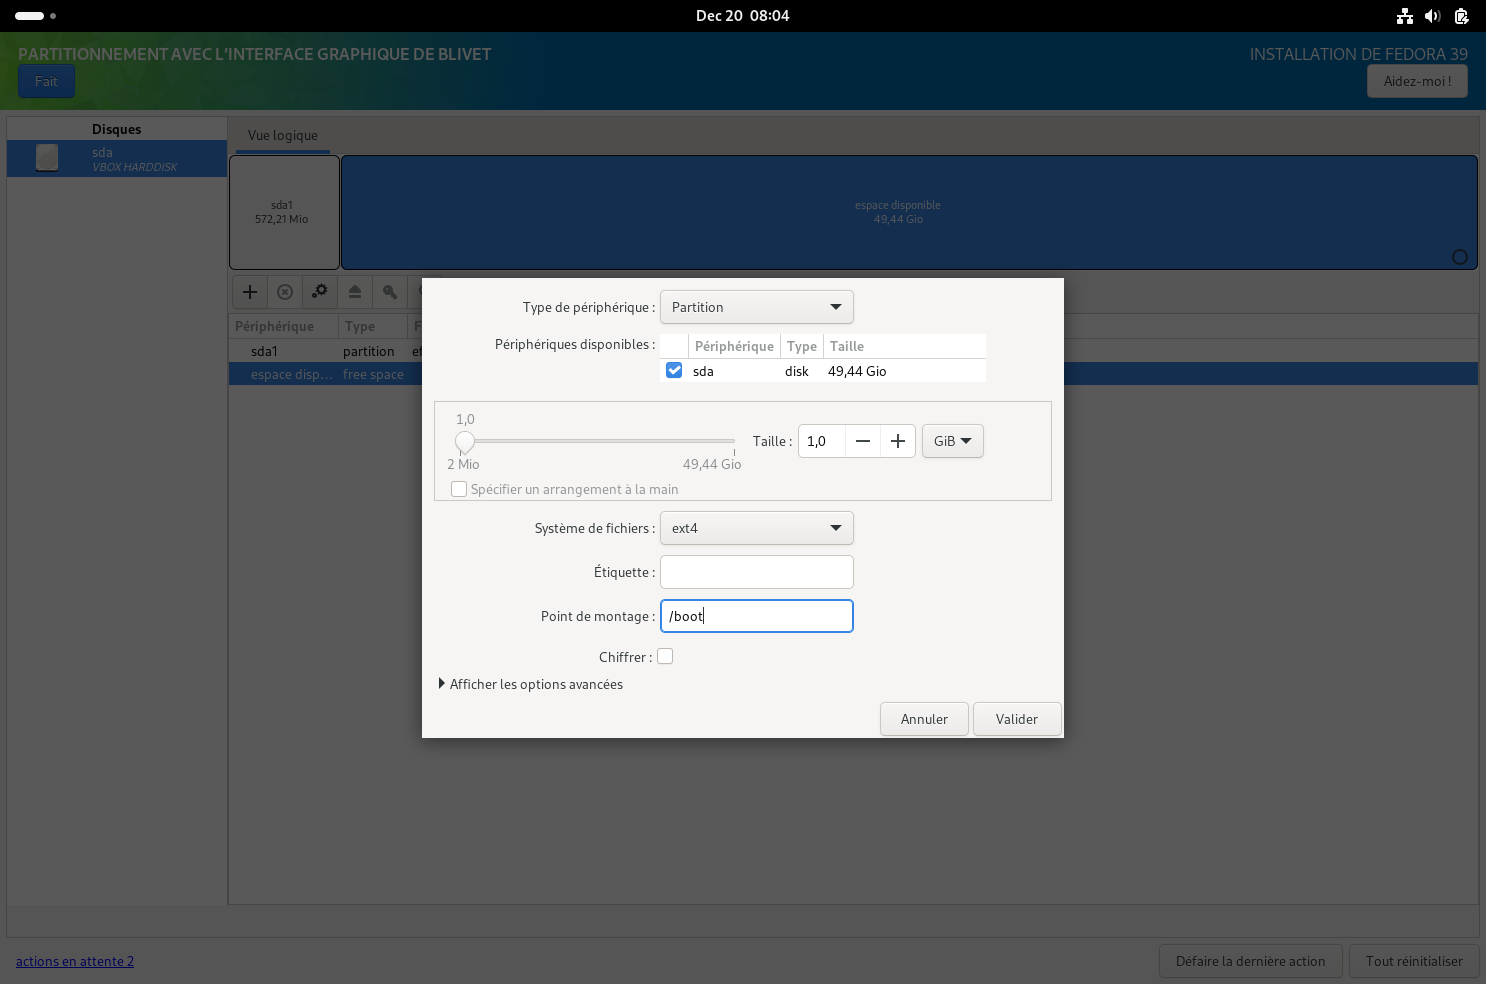 Dec 20 08:04
PARTITIONNEMENT AVEC L'INTERFACE GRAPHIQUE DE BLIVET
INSTALLATION DE FEDORA 39
Fait
Aidez-moi !
Disques
sda
VBOX HARDDISK
Vue logique
sda1
572,21 Mio
espace disponible
49,44 Gio
Périphérique Type F
sda1 partition ef
espace disp... free space
Type de périphérique : Partition
Périphériques disponibles :
Périphérique Type Taille
sda disk 49,44 Gio
1,0
Taille : 1,0 GiB
2 Mio 49,44 Gio
Spécifier un arrangement à la main
Système de fichiers : ext4
Étiquette :
Point de montage : /boot
Chiffrer :
Afficher les options avancées
Annuler Valider
actions en attente 2
Défaire la dernière action Tout réinitialiser